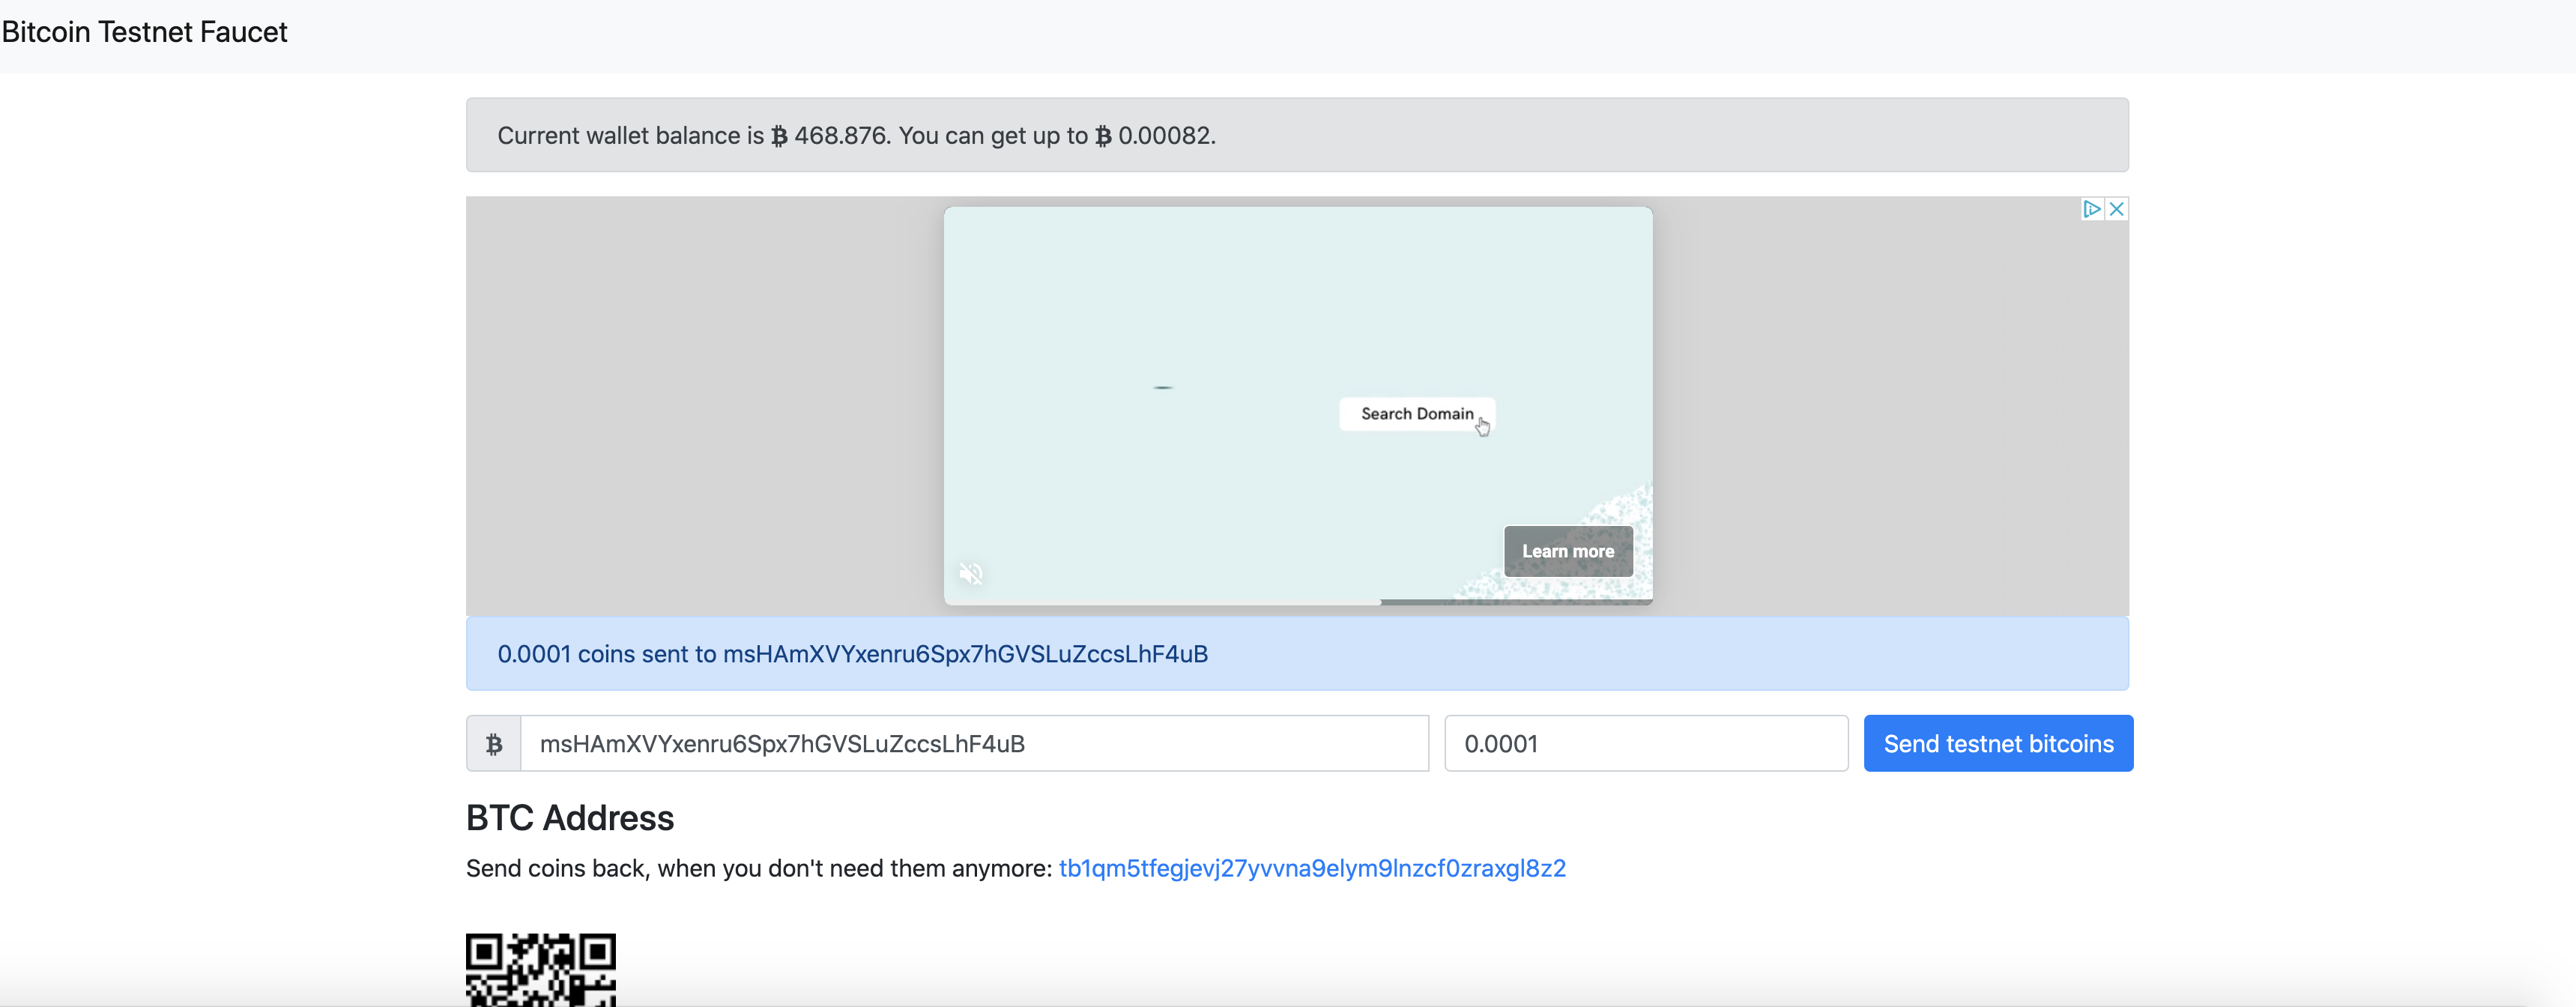 Bitcoin Testnet Faucet
Current wallet balance is ₿ 468.876. You can get up to ₿ 0.00082.
Search Domain
Learn more
0.0001 coins sent to msHAmXVYxenru6Spx7hGVSLuZccsLhF4uB
₿ msHAmXVYxenru6Spx7hGVSLuZccsLhF4uB 0.0001 Send testnet bitcoins
BTC Address
Send coins back, when you don't need them anymore: tb1qm5tfegjevj27yvvna9elym9lnzcf0zraxgl8z2